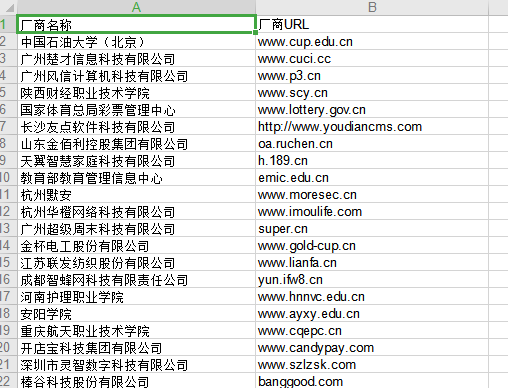 A B
1 厂商名称 厂商URL
2 中国石油大学（北京） www.cup.edu.cn
3 广州楚才信息科技有限公司 www.cuci.cc
4 广州风信计算机科技有限公司 www.p3.cn
5 陕西财经职业技术学院 www.scy.cn
6 国家体育总局彩票管理中心 www.lottery.gov.cn
7 长沙友点软件科技有限公司 http://www.youdiancms.com
8 山东金佰利控股集团有限公司 oa.ruchen.cn
9 天翼智慧家庭科技有限公司 h.189.cn
10 教育部教育管理信息中心 emic.edu.cn
11 杭州默安 www.moresec.cn
12 杭州华橙网络科技有限公司 www.imoulife.com
13 广州超级周末科技有限公司 super.cn
14 金杯电工股份有限公司 www.gold-cup.cn
15 江苏联发纺织股份有限公司 www.lianfa.cn
16 成都智蜂网科技有限责任公司 yun.ifw8.cn
17 河南护理职业学院 www.hnnvc.edu.cn
18 安阳学院 www.ayxy.edu.cn
19 重庆航天职业技术学院 www.cqepc.cn
20 开店宝科技集团有限公司 www.candypay.com
21 深圳市灵智数字科技有限公司 www.szlzsk.com
22 棒谷科技股份有限公司 banggood.com